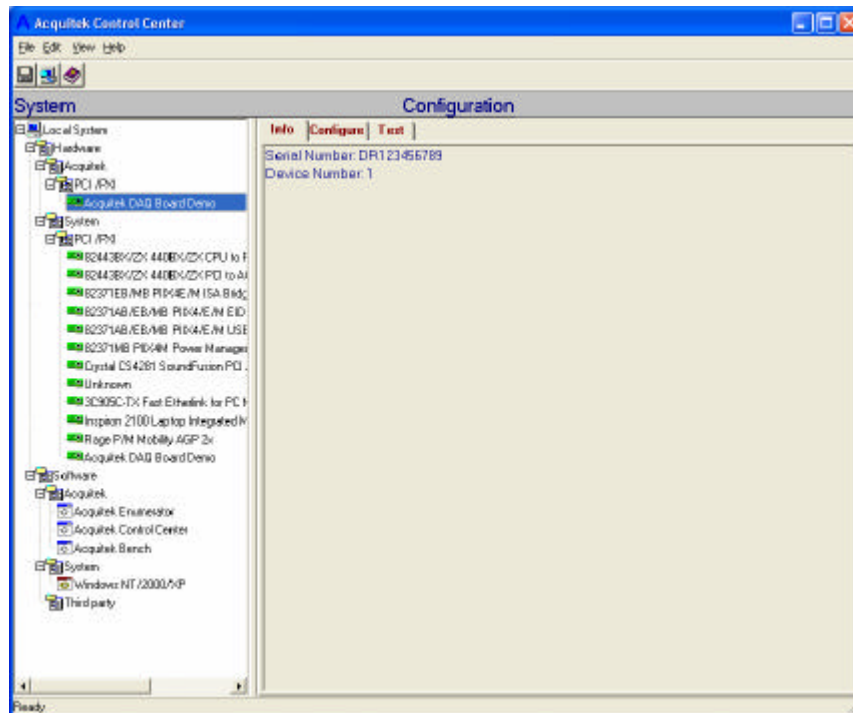 Acquitek Control Center
File Edit View Help
System
Configuration
Local System
Hardware
Acquitek
PCI /PXI
Acquitek DAQ Board Demo
System
PCI /PXI
82443BX/ZX 440BX/ZX CPU to P
82443BX/ZX 440BX/ZX PCI to A
82371EB/MB PIIX4E/M ISA Bridg
82371AB/EB/MB PIIX4/E/M EID
82371AB/EB/MB PIIX4/E/M USB
82371MB PIIX4M Power Manager
Crystal CS4281 SoundFusion PCI
Unknown
3C905C-TX Fast Etherlink for PC M
Inspiron 2100 Laptop Integrated M
Rage P/M Mobility AGP 2x
Acquitek DAQ Board Demo
Software
Acquitek
Acquitek Enumerator
Acquitek Control Center
Acquitek Bench
System
Windows NT/2000/XP
Third party
Info Configure Test
Serial Number: DR123456789
Device Number: 1
Ready